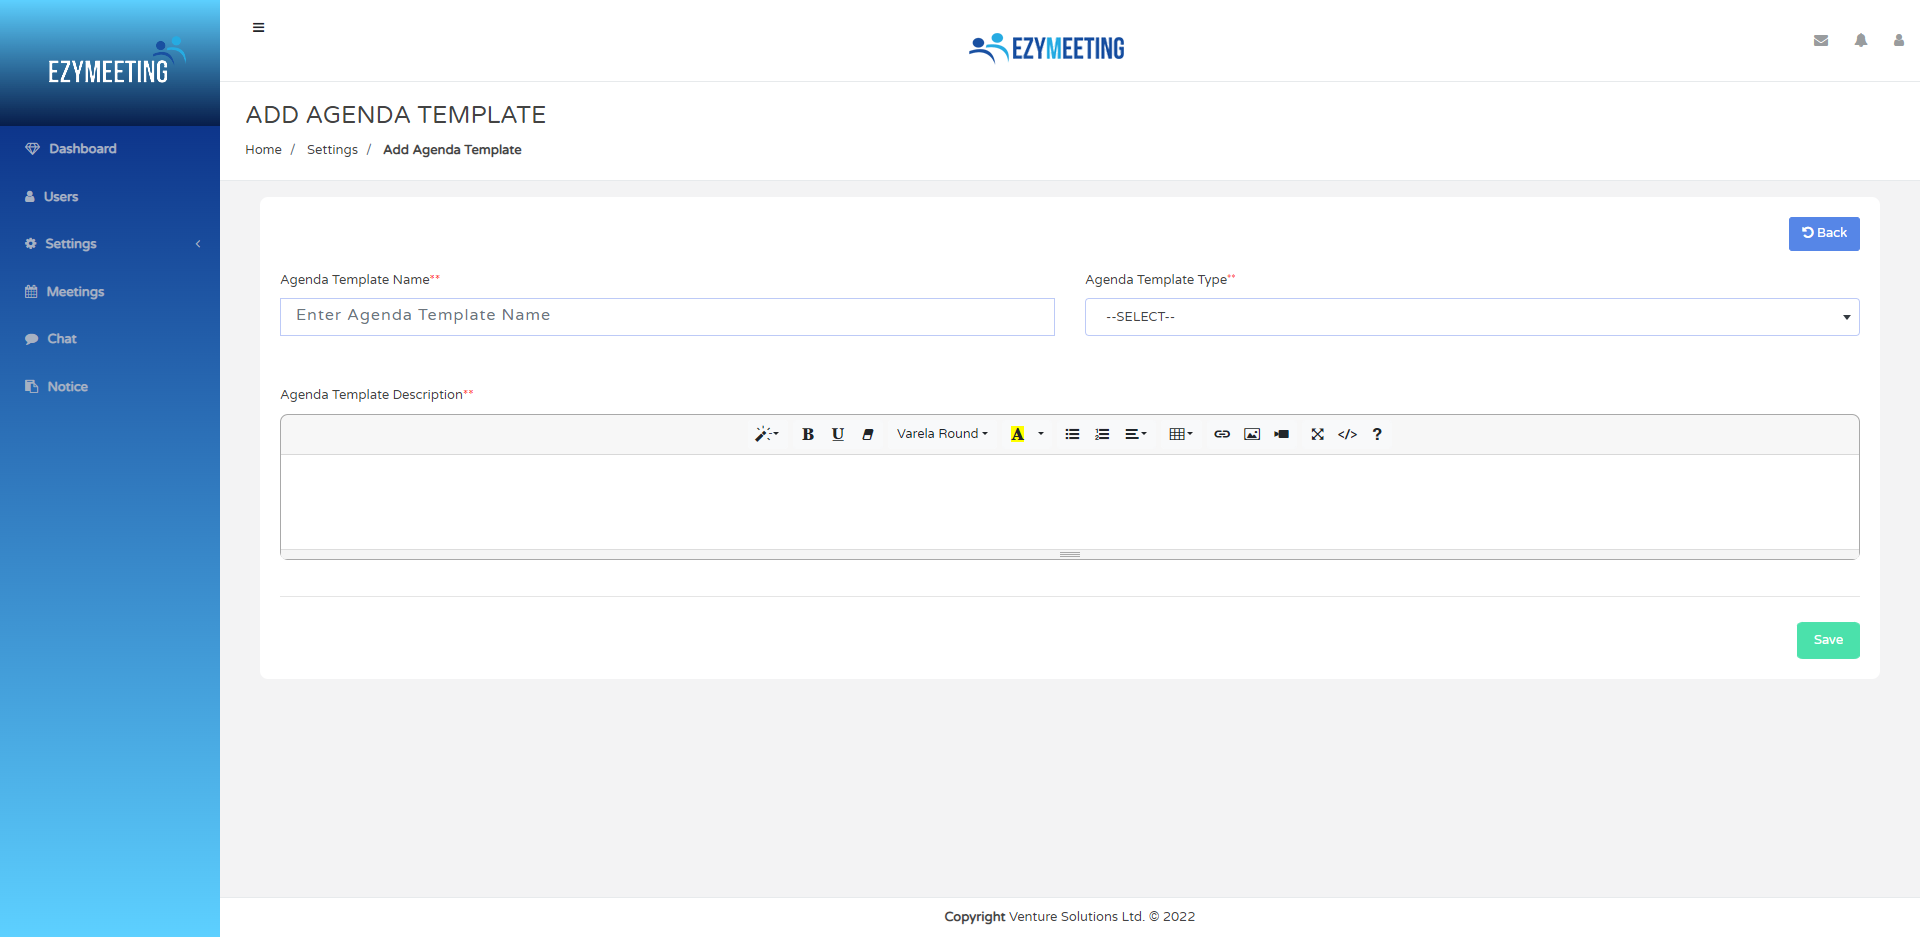 EZYMEETING
EZYMEETING
Dashboard
Users
Settings
Meetings
Chat
Notice
ADD AGENDA TEMPLATE
Home / Settings / Add Agenda Template
Back
Agenda Template Name**
Agenda Template Type**
Enter Agenda Template Name
--SELECT--
Agenda Template Description**
B U Varela Round A </> ?
Save
Copyright Venture Solutions Ltd. © 2022